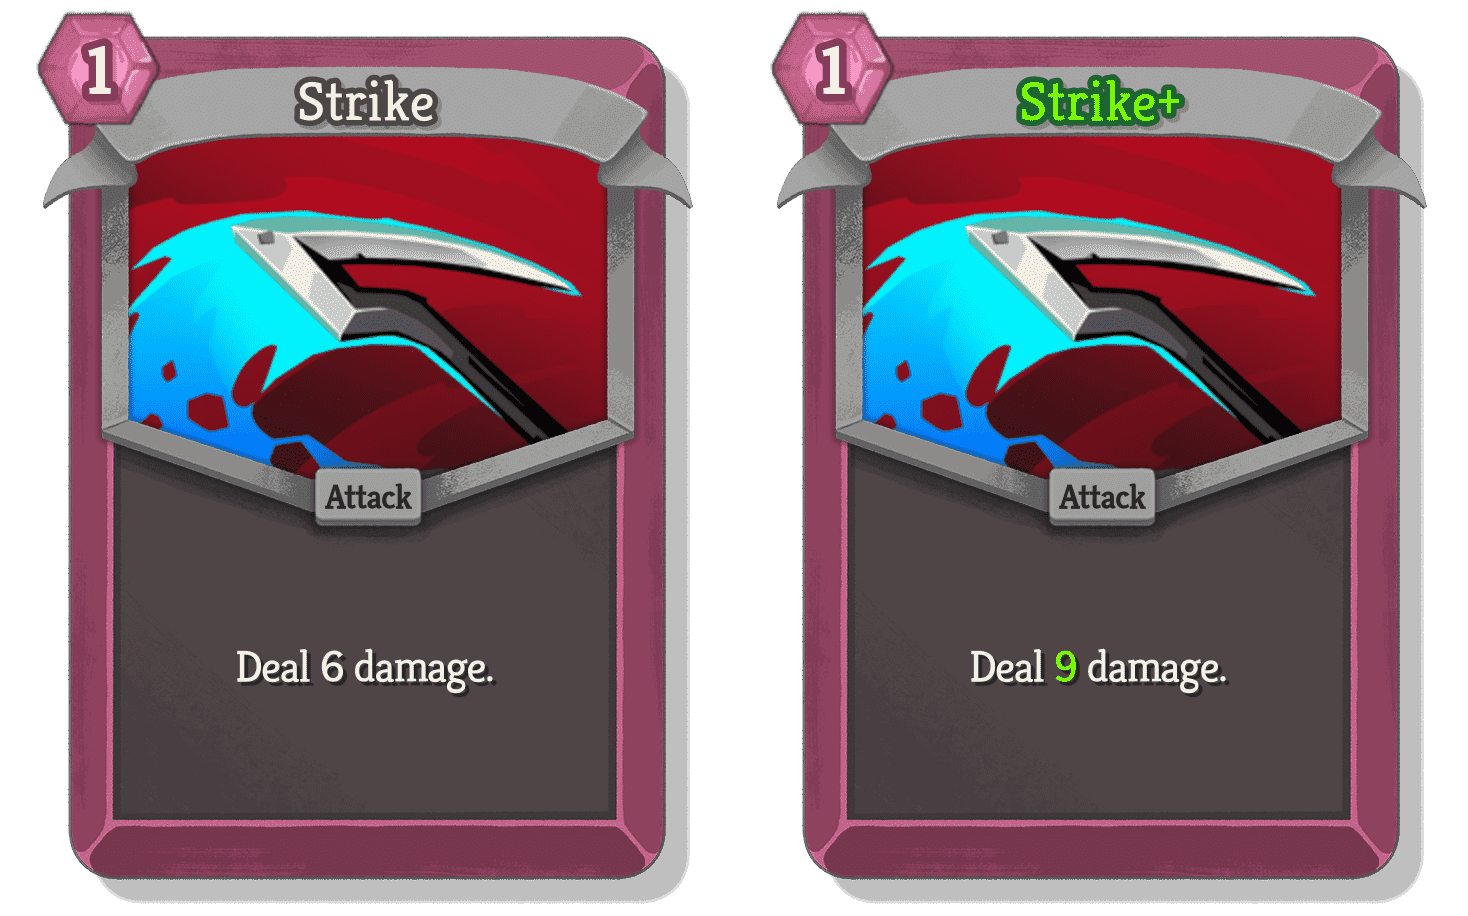 1
Strike
Attack
Deal 6 damage.
1
Strike+
Attack
Deal 9 damage.